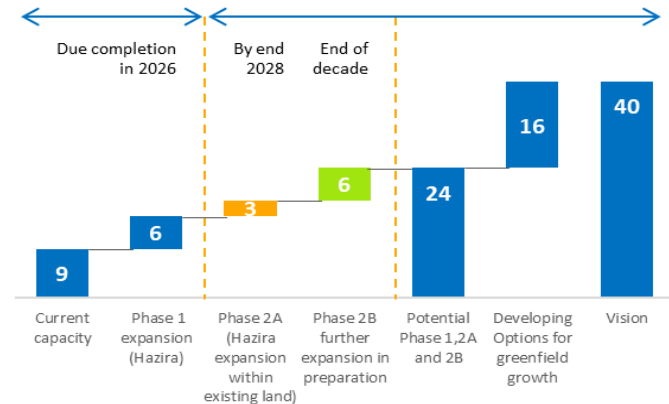 Due completion
in 2026
By end
2028
End of
decade
9
6
3
6
24
16
40
Current
capacity
Phase 1
expansion
(Hazira)
Phase 2A
(Hazira
expansion
within
existing land)
Phase 2B
further
expansion in
preparation
Potential
Phase 1,2A
and 2B
Developing
Options for
greenfield
growth
Vision